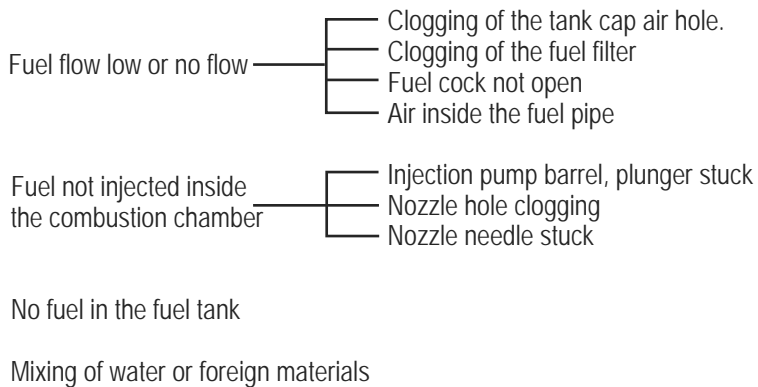 Fuel flow low or no flow
Clogging of the tank cap air hole.
Clogging of the fuel filter
Fuel cock not open
Air inside the fuel pipe
Fuel not injected inside
the combustion chamber
Injection pump barrel, plunger stuck
Nozzle hole clogging
Nozzle needle stuck
No fuel in the fuel tank
Mixing of water or foreign materials